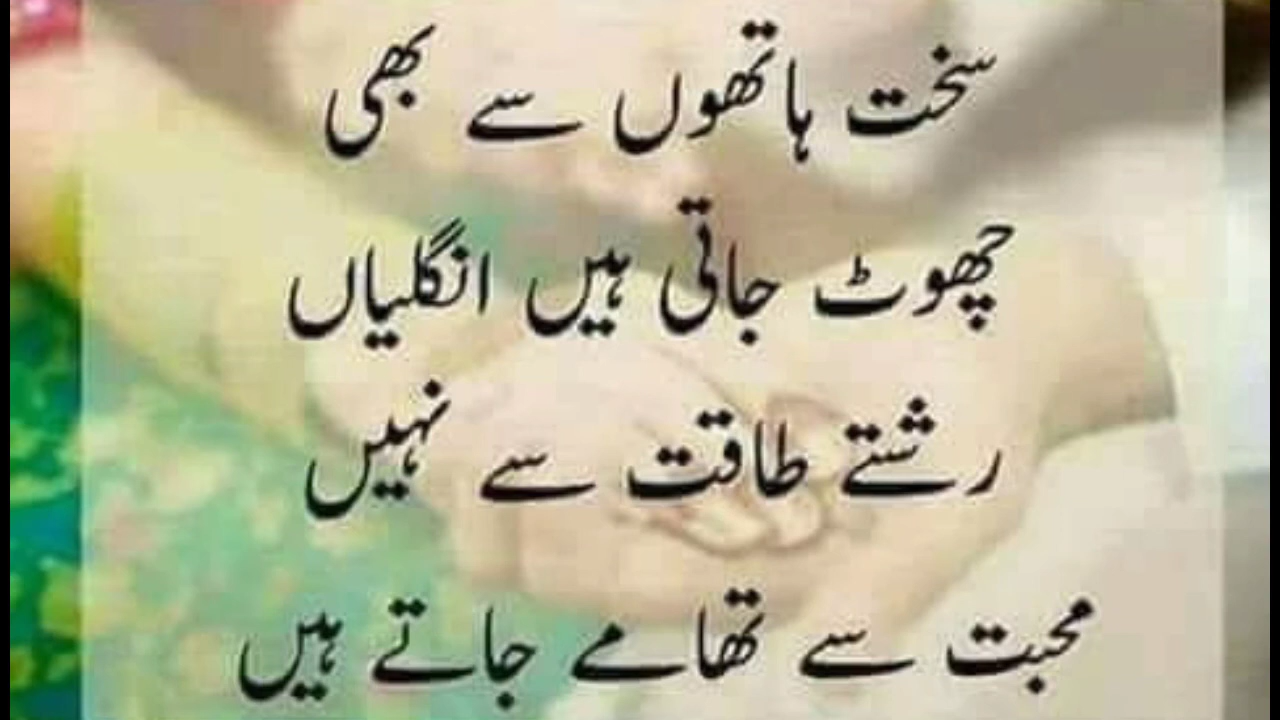 سخت ہاتھوں سے بھی
چھوٹ جاتی ہیں انگلیاں
رشتے طاقت سے نہیں
محبت سے تھامے جاتے ہیں